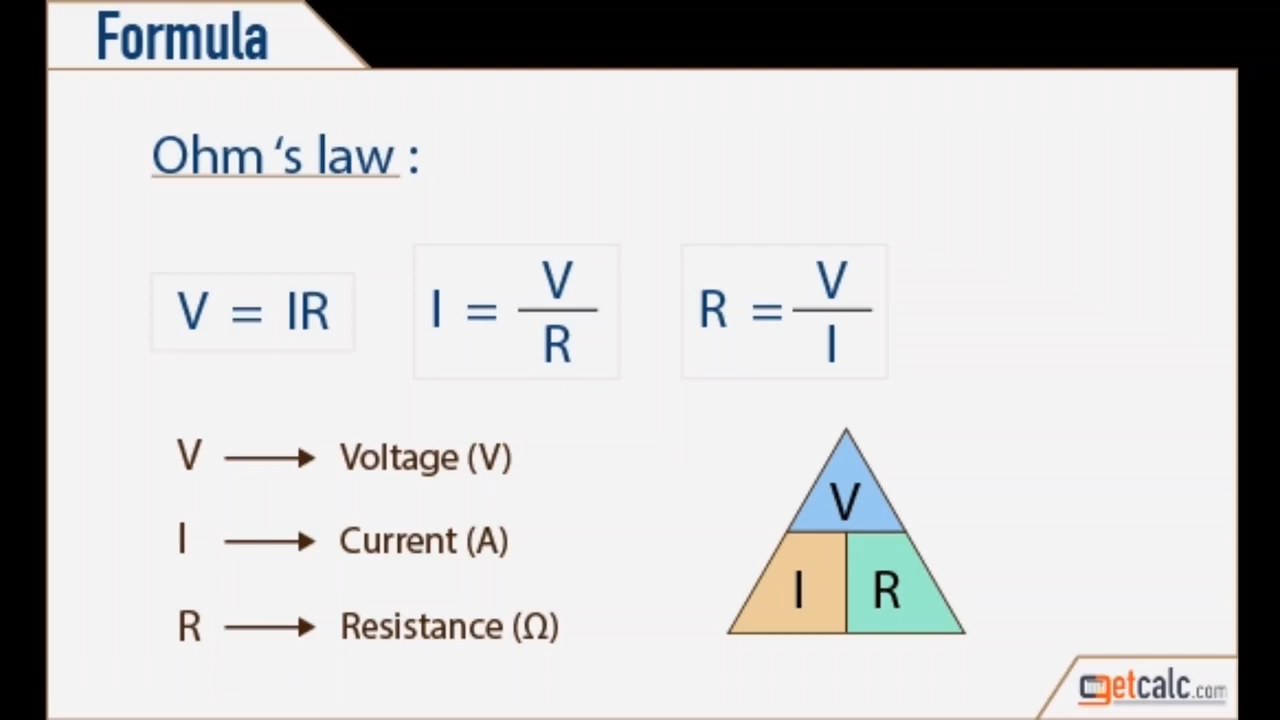 Formula
Ohm ‘s law :
V = IR
I = V / R
R = V / I
V → Voltage (V)
I → Current (A)
R → Resistance (Ω)
V
I R
getcalc.com